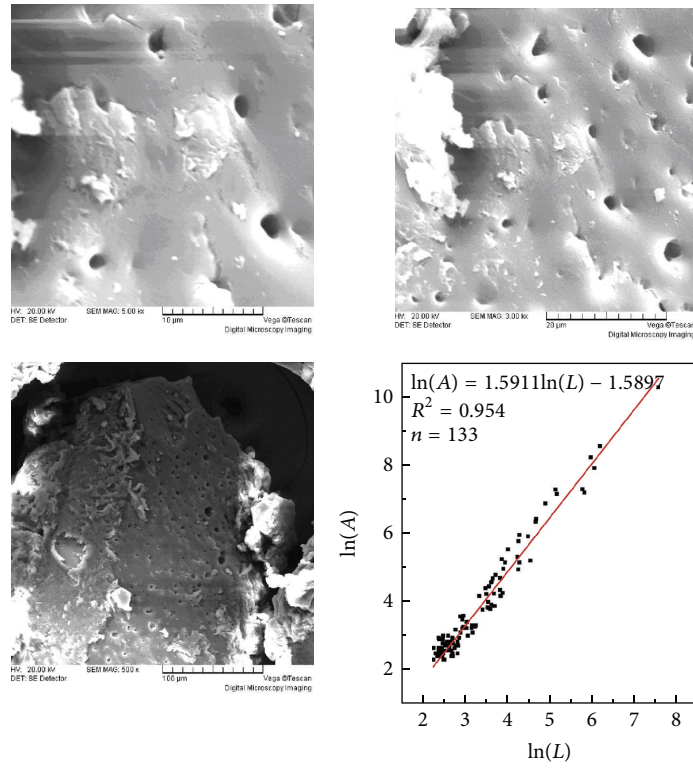 HV: 20.00 kV SEM MAG: 5.00 kx
DET: SE Detector 10 μm Vega ©Tescan
Digital Microscopy Imaging
HV: 20.00 kV SEM MAG: 3.00 kx
DET: SE Detector 20 μm Vega ©Tescan
Digital Microscopy Imaging
HV: 20.00 kV SEM MAG: 500 x
DET: SE Detector 100 μm Vega ©Tescan
Digital Microscopy Imaging
ln(A) = 1.5911ln(L) − 1.5897
R² = 0.954
n = 133
10
8
6
4
2
ln(A)
2 3 4 5 6 7 8
ln(L)